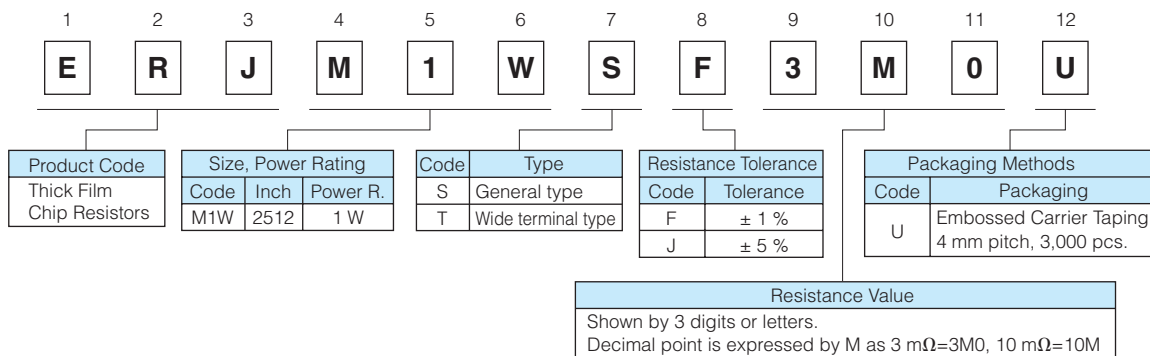 1 2 3 4 5 6 7 8 9 10 11 12
E R J M 1 W S F 3 M 0 U
Product Code
Thick Film
Chip Resistors
Size, Power Rating
Code Inch Power R.
M1W 2512 1 W
Code Type
S General type
T Wide terminal type
Resistance Tolerance
Code Tolerance
F ± 1 %
J ± 5 %
Packaging Methods
Code Packaging
U Embossed Carrier Taping
4 mm pitch, 3,000 pcs.
Resistance Value
Shown by 3 digits or letters.
Decimal point is expressed by M as 3 mΩ=3M0, 10 mΩ=10M